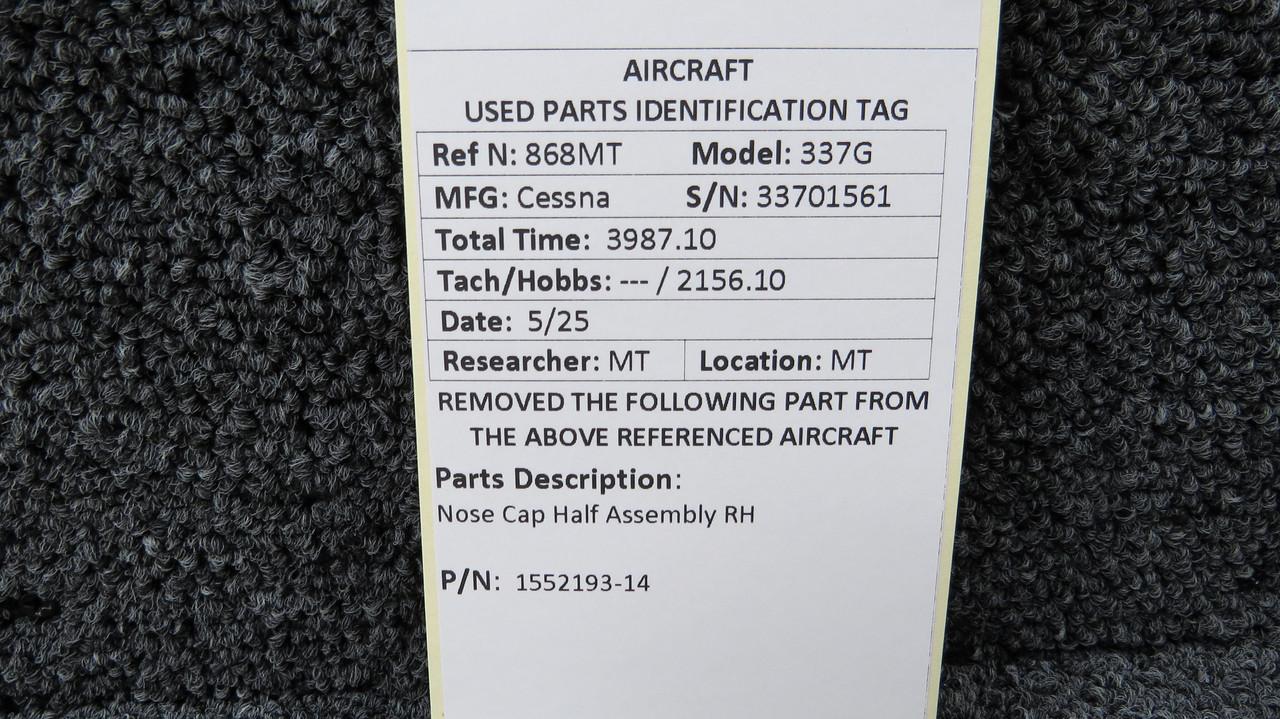 AIRCRAFT
USED PARTS IDENTIFICATION TAG
Ref N: 868MT Model: 337G
MFG: Cessna S/N: 33701561
Total Time: 3987.10
Tach/Hobbs: --- / 2156.10
Date: 5/25
Researcher: MT Location: MT
REMOVED THE FOLLOWING PART FROM
THE ABOVE REFERENCED AIRCRAFT
Parts Description:
Nose Cap Half Assembly RH
P/N: 1552193-14